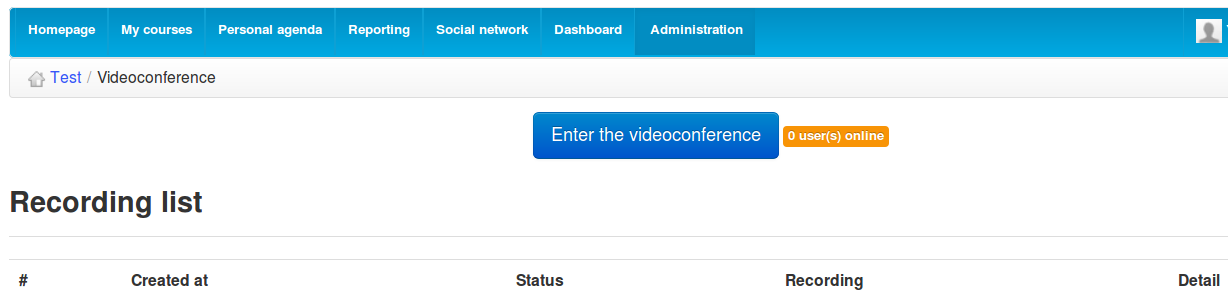 Homepage My courses Personal agenda Reporting Social network Dashboard Administration
Test / Videoconference
Enter the videoconference 0 user(s) online
Recording list
# Created at Status Recording Detail